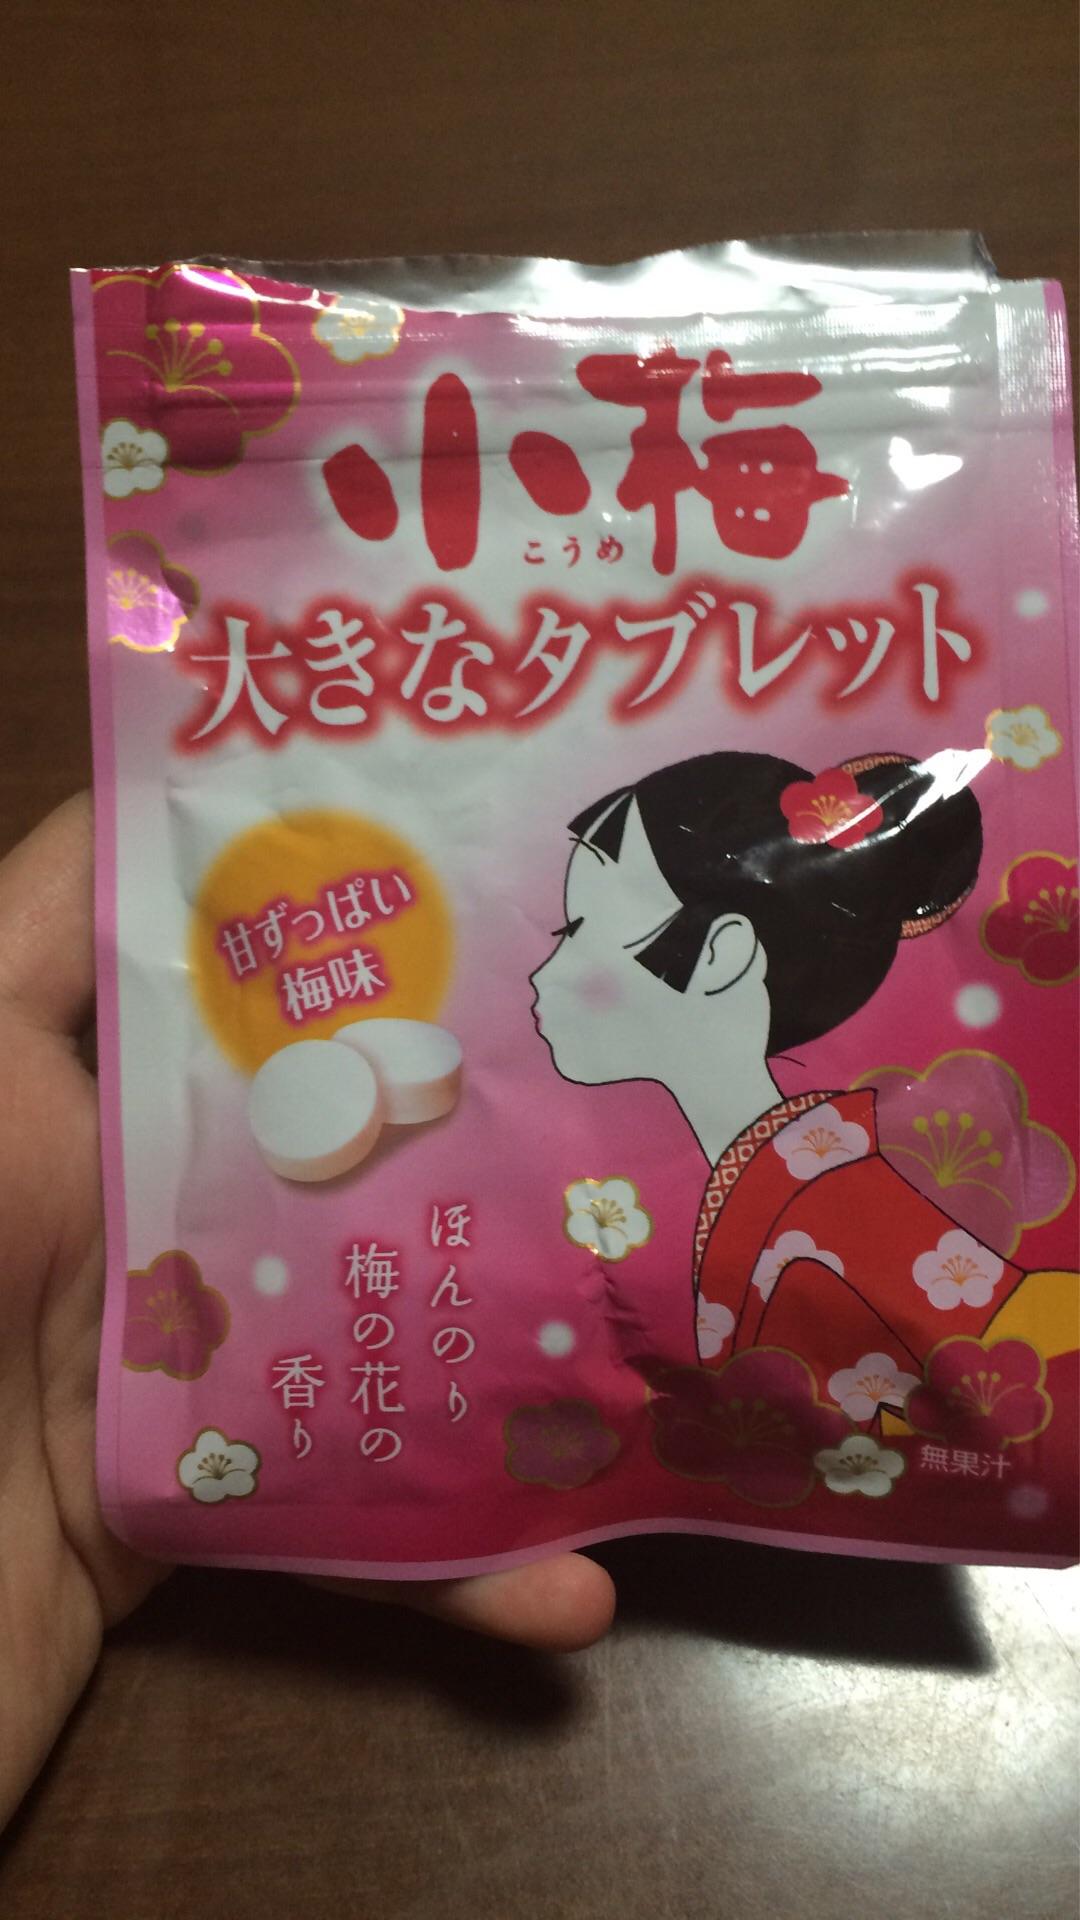 小梅
こうめ
大きなタブレット
甘ずっぱい
梅味
ほんのり
梅の花の
香り
無果汁